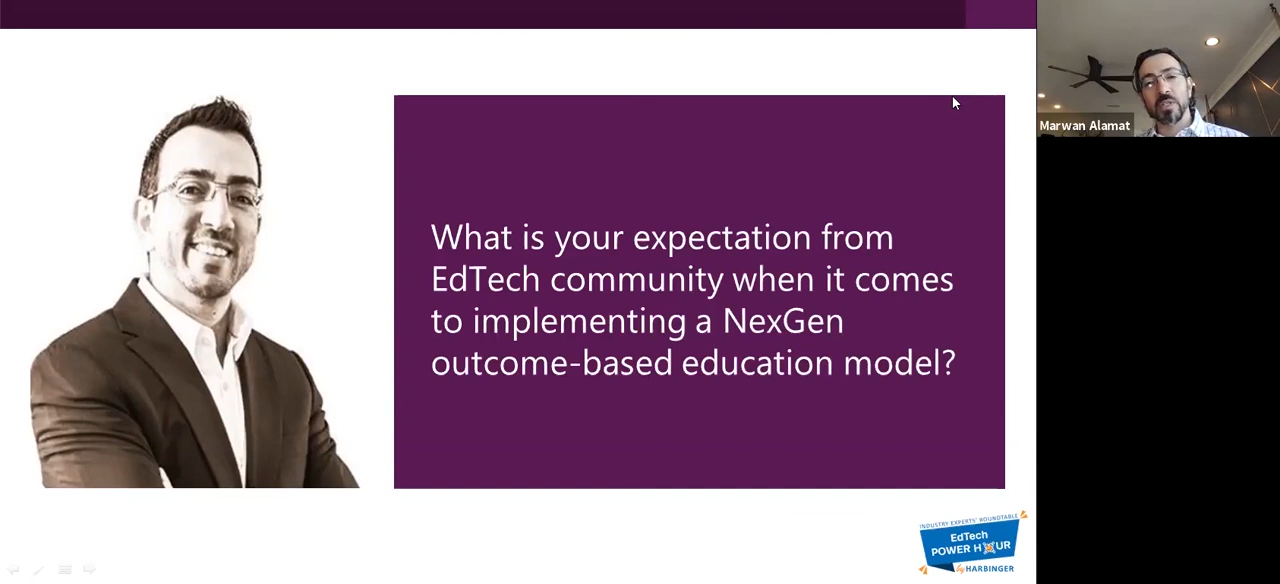 Marwan Alamat
What is your expectation from
EdTech community when it comes
to implementing a NexGen
outcome-based education model?
INDUSTRY EXPERTS' ROUNDTABLE
EdTech
POWER HOUR
by HARBINGER